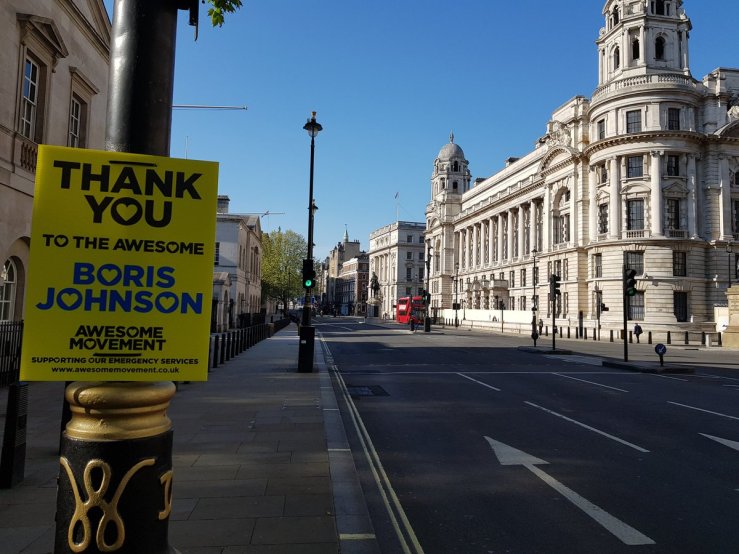 THANK
YOU
TO THE AWESOME
BORIS
JOHNSON
AWESOME
MOVEMENT
SUPPORTING OUR EMERGENCY SERVICES
www.awesomemovement.co.uk